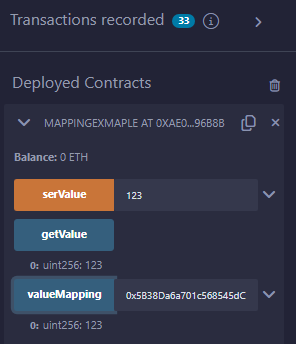 Transactions recorded 33 i
Deployed Contracts
MAPPINGEXMAPLE AT 0XAE0...96B8B
Balance: 0 ETH
serValue 123
getValue
0: uint256: 123
valueMapping 0x5B38Da6a701c568545dC
0: uint256: 123